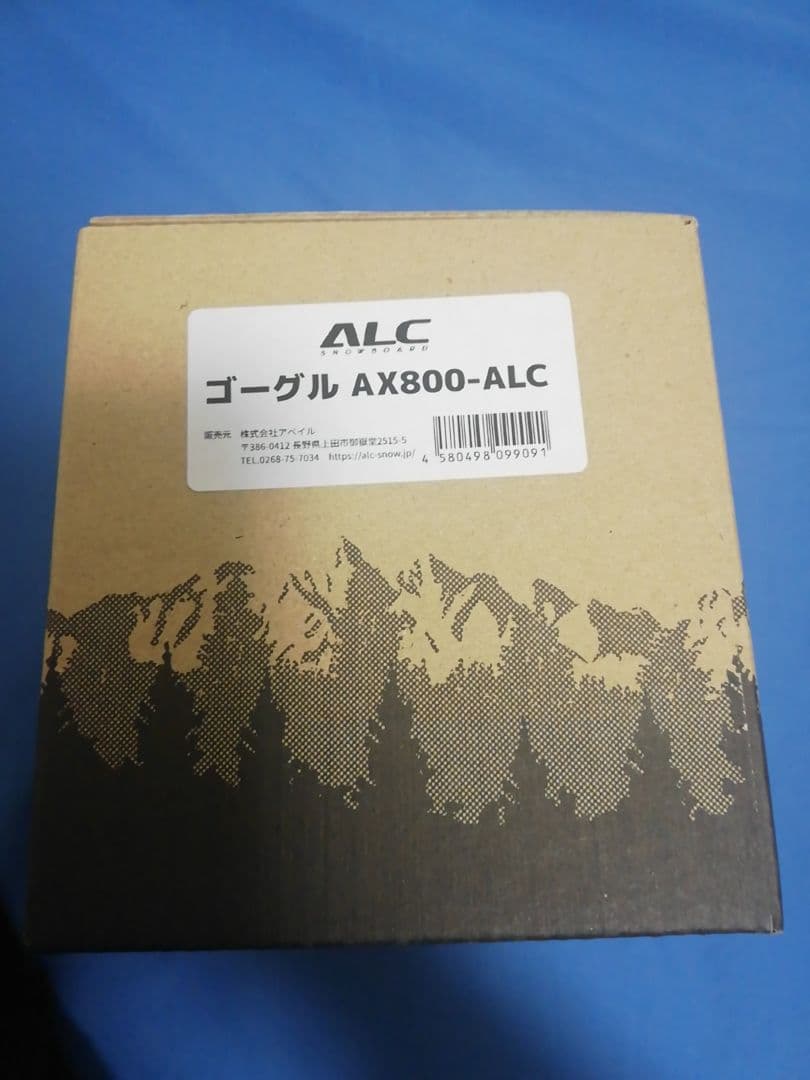 ALC
SNOWBOARD
ゴーグル AX800-ALC
販売元 株式会社アベイル
〒386-0412 長野県上田市御嶽堂2515-5
TEL.0268-75-7034 https://alc-snow.jp/
4 580498 099091